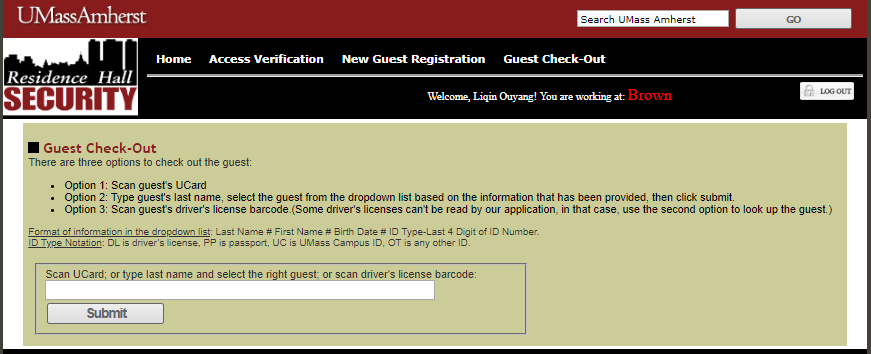 UMassAmherst
Search UMass Amherst
GO
Residence Hall
SECURITY
Home Access Verification New Guest Registration Guest Check-Out
Welcome, Liqin Ouyang! You are working at: Brown
LOG OUT
Guest Check-Out
There are three options to check out the guest:
Option 1: Scan guest's UCard
Option 2: Type guest's last name, select the guest from the dropdown list based on the information that has been provided, then click submit.
Option 3: Scan guest's driver's license barcode.(Some driver's licenses can't be read by our application, in that case, use the second option to look up the guest.)
Format of information in the dropdown list: Last Name # First Name # Birth Date # ID Type-Last 4 Digit of ID Number.
ID Type Notation: DL is driver's license, PP is passport, UC is UMass Campus ID, OT is any other ID.
Scan UCard; or type last name and select the right guest; or scan driver's license barcode:
Submit